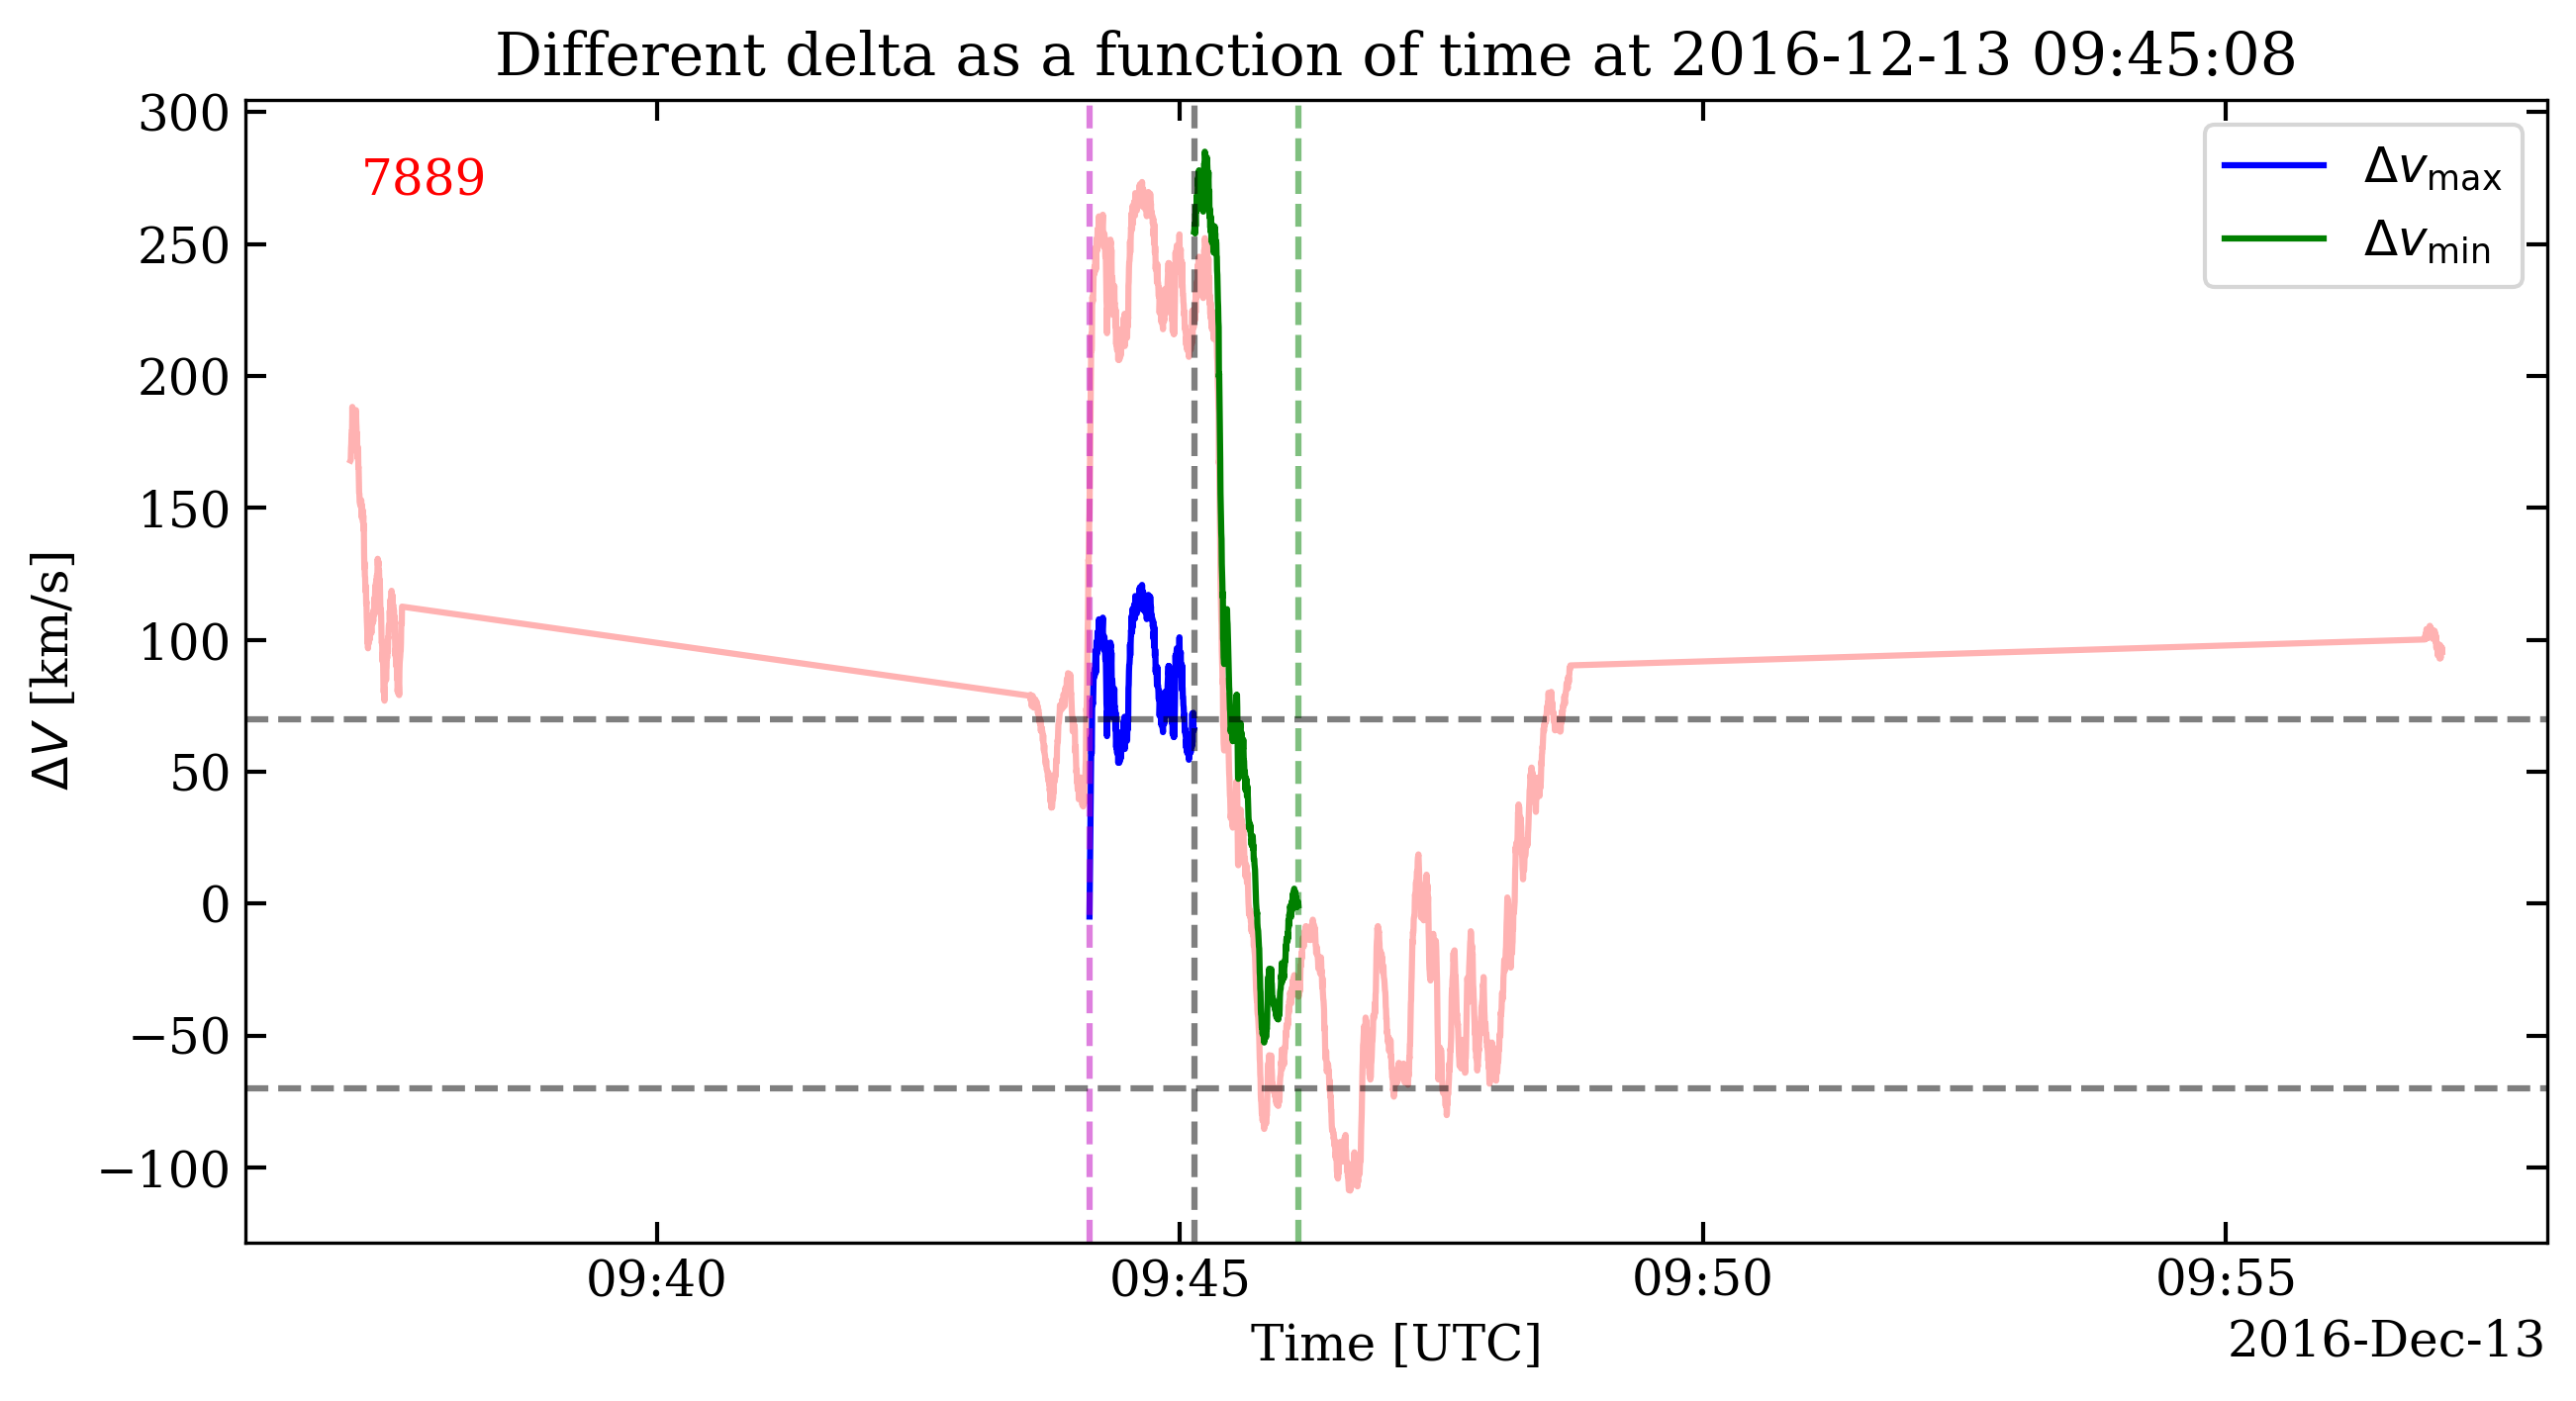 Different delta as a function of time at 2016-12-13 09:45:08
300
250
200
150
100
50
0
−50
−100
ΔV [km/s]
7889
Δv_max
Δv_min
09:40
09:45
09:50
09:55
Time [UTC]
2016-Dec-13